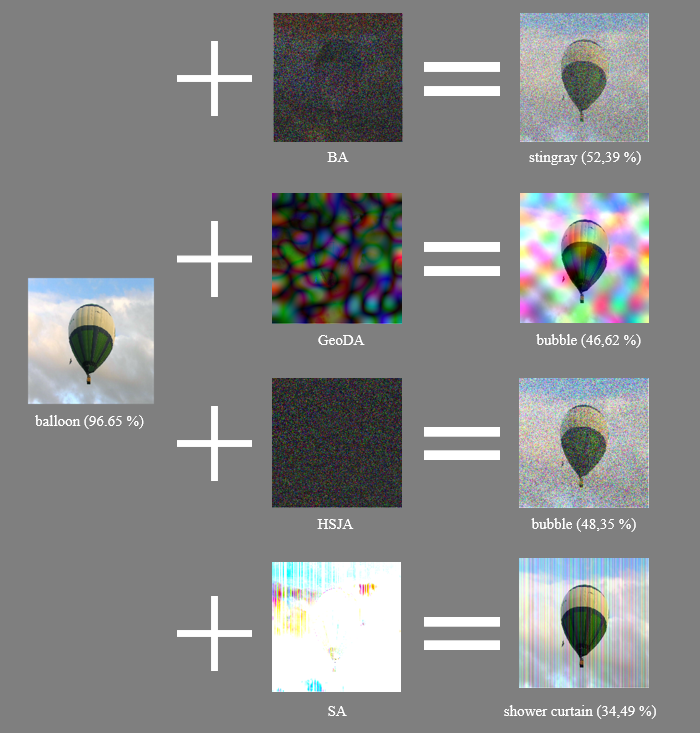 BA
stingray (52,39 %)
GeoDA
bubble (46,62 %)
balloon (96.65 %)
HSJA
bubble (48,35 %)
SA
shower curtain (34,49 %)